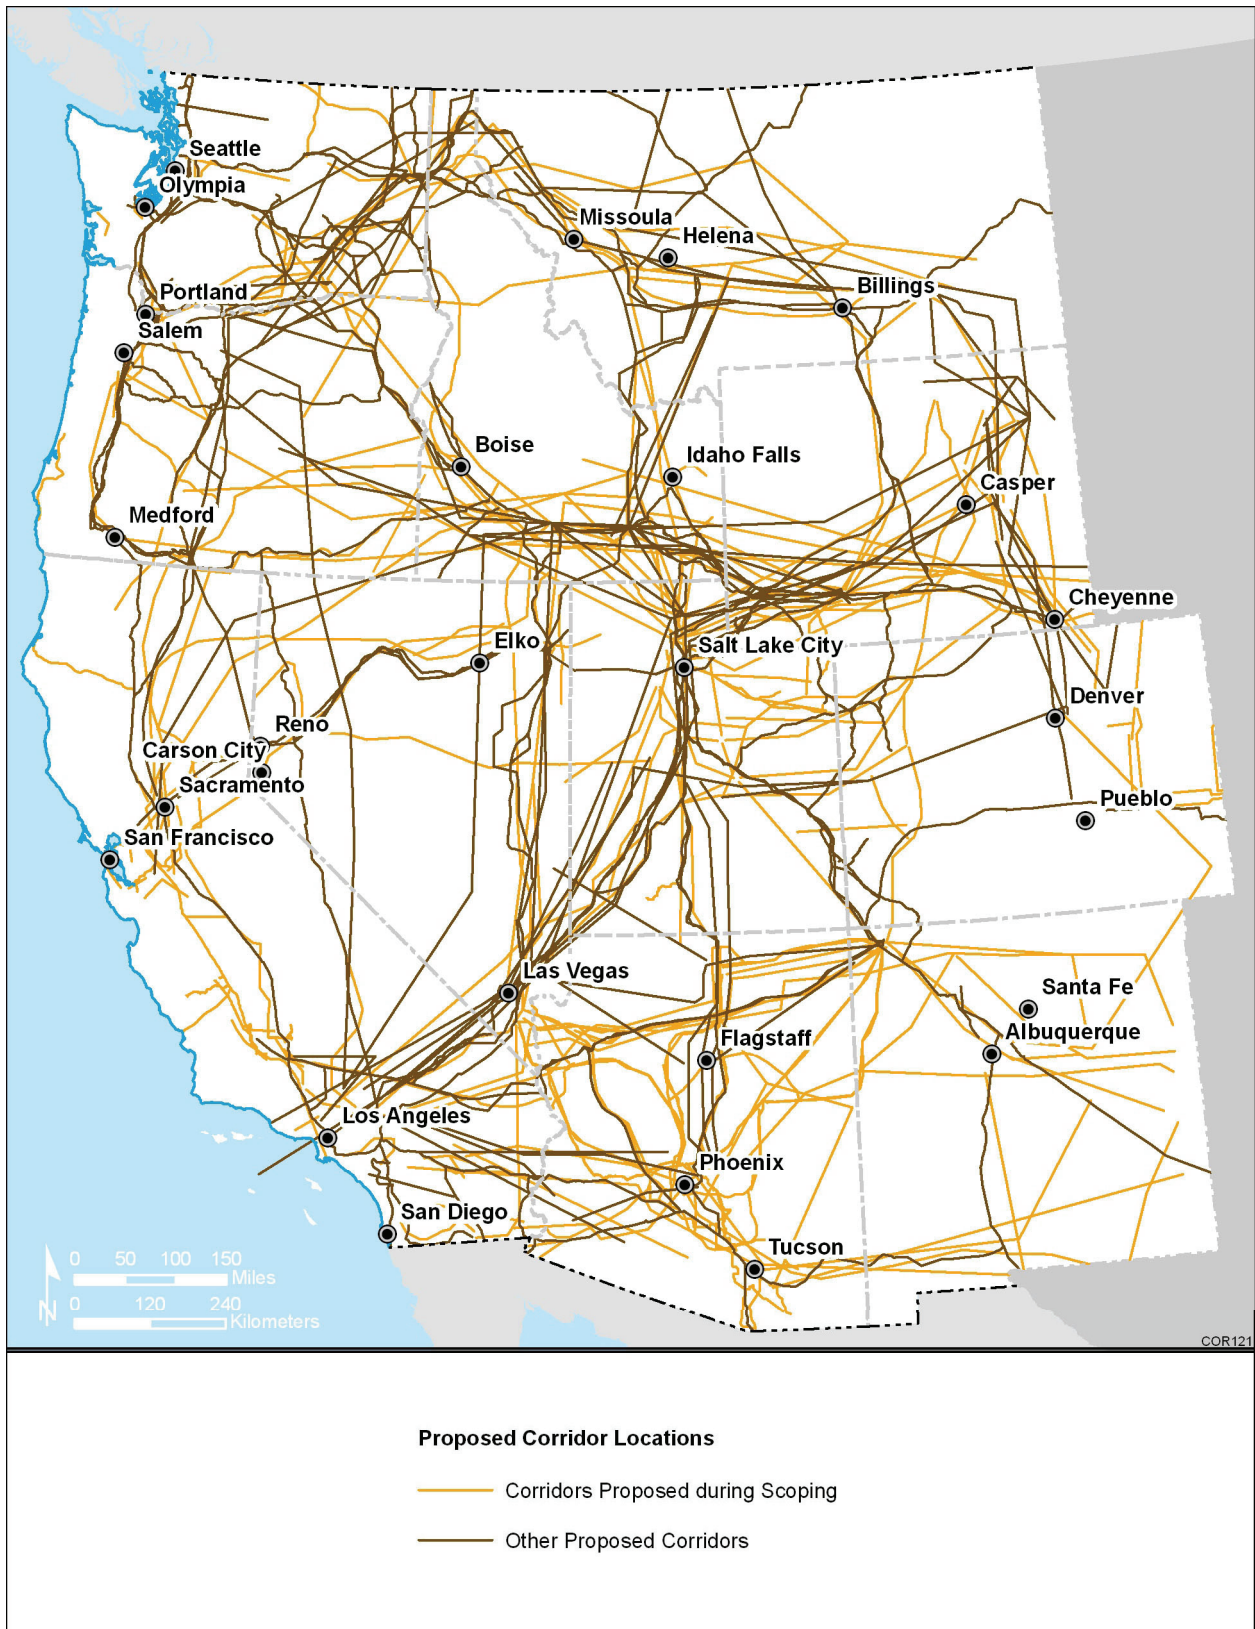 Seattle
Olympia
Missoula
Helena
Portland
Billings
Salem
Boise
Idaho Falls
Casper
Medford
Cheyenne
Elko
Salt Lake City
Denver
Reno
Carson City
Sacramento
Pueblo
San Francisco
Las Vegas
Santa Fe
Albuquerque
Flagstaff
Los Angeles
Phoenix
San Diego
Tucson
0 50 100 150
Miles
N
0 120 240
Kilometers
COR121
Proposed Corridor Locations
Corridors Proposed during Scoping
Other Proposed Corridors